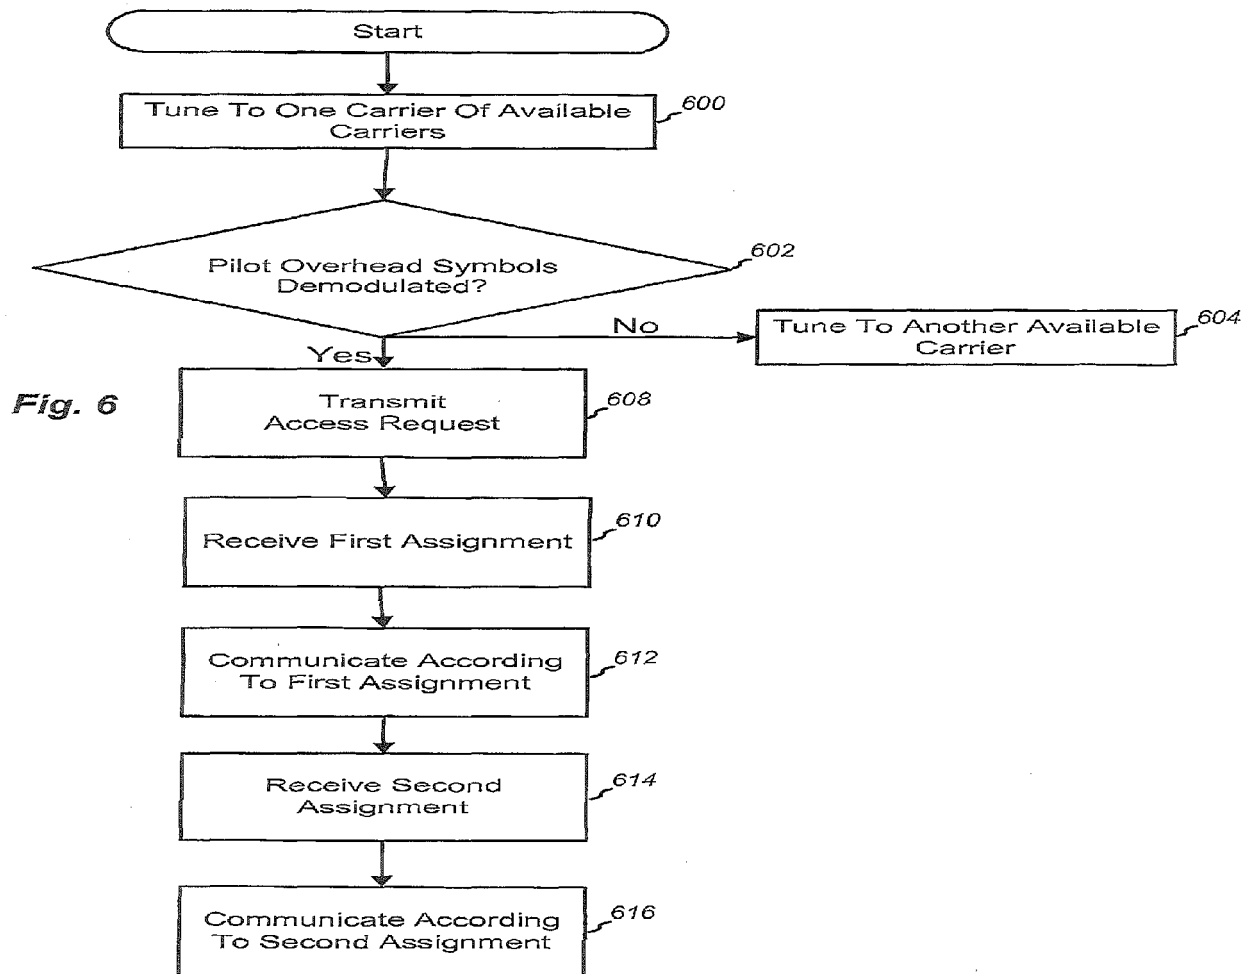 Start
Tune To One Carrier Of Available
Carriers
600
Pilot Overhead Symbols
Demodulated?
602
No
Tune To Another Available
Carrier
604
Yes
Fig. 6
Transmit
Access Request
608
Receive First Assignment
610
Communicate According
To First Assignment
612
Receive Second
Assignment
614
Communicate According
To Second Assignment
616